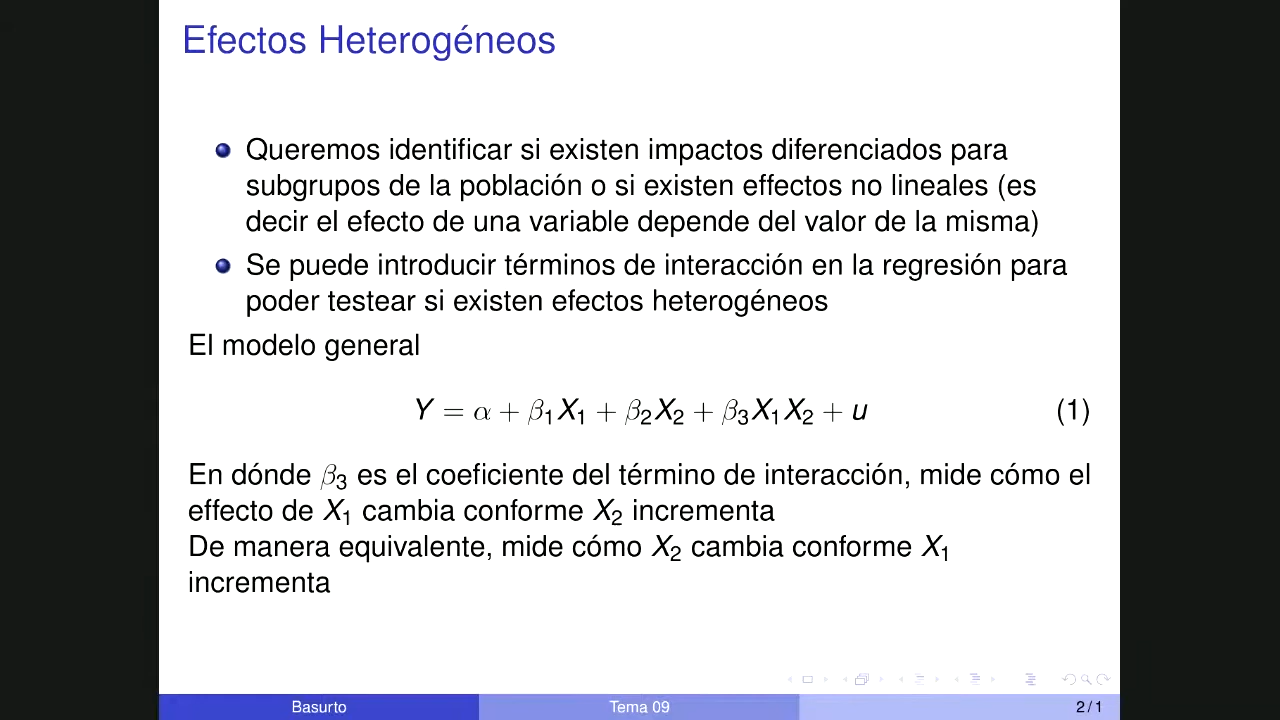 Efectos Heterogéneos
Queremos identificar si existen impactos diferenciados para
subgrupos de la población o si existen effectos no lineales (es
decir el efecto de una variable depende del valor de la misma)
Se puede introducir términos de interacción en la regresión para
poder testear si existen efectos heterogéneos
El modelo general
Y = α + β₁X₁ + β₂X₂ + β₃X₁X₂ + u (1)
En dónde β₃ es el coeficiente del término de interacción, mide cómo el
effecto de X₁ cambia conforme X₂ incrementa
De manera equivalente, mide cómo X₂ cambia conforme X₁
incrementa
Basurto Tema 09 2 / 1